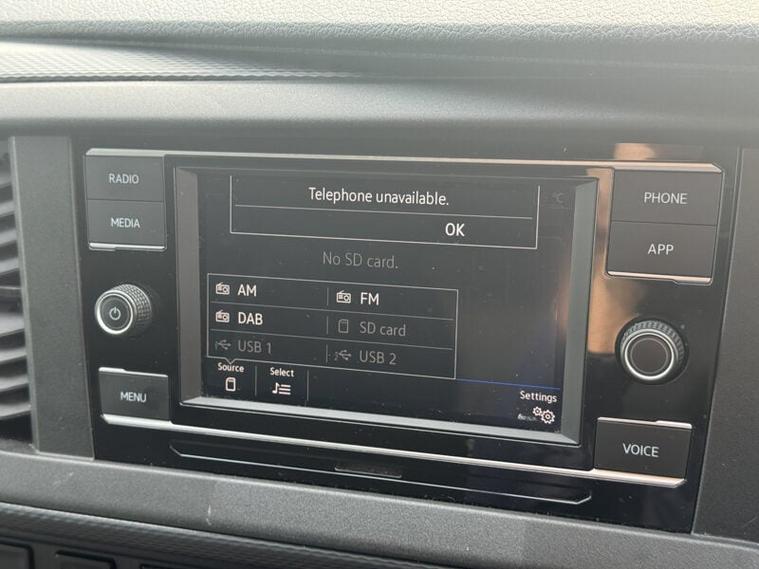 RADIO
MEDIA
MENU
Telephone unavailable.
OK
°C
No SD card.
AM
FM
DAB
SD card
USB 1
USB 2
Source
Select
Settings
PHONE
APP
VOICE